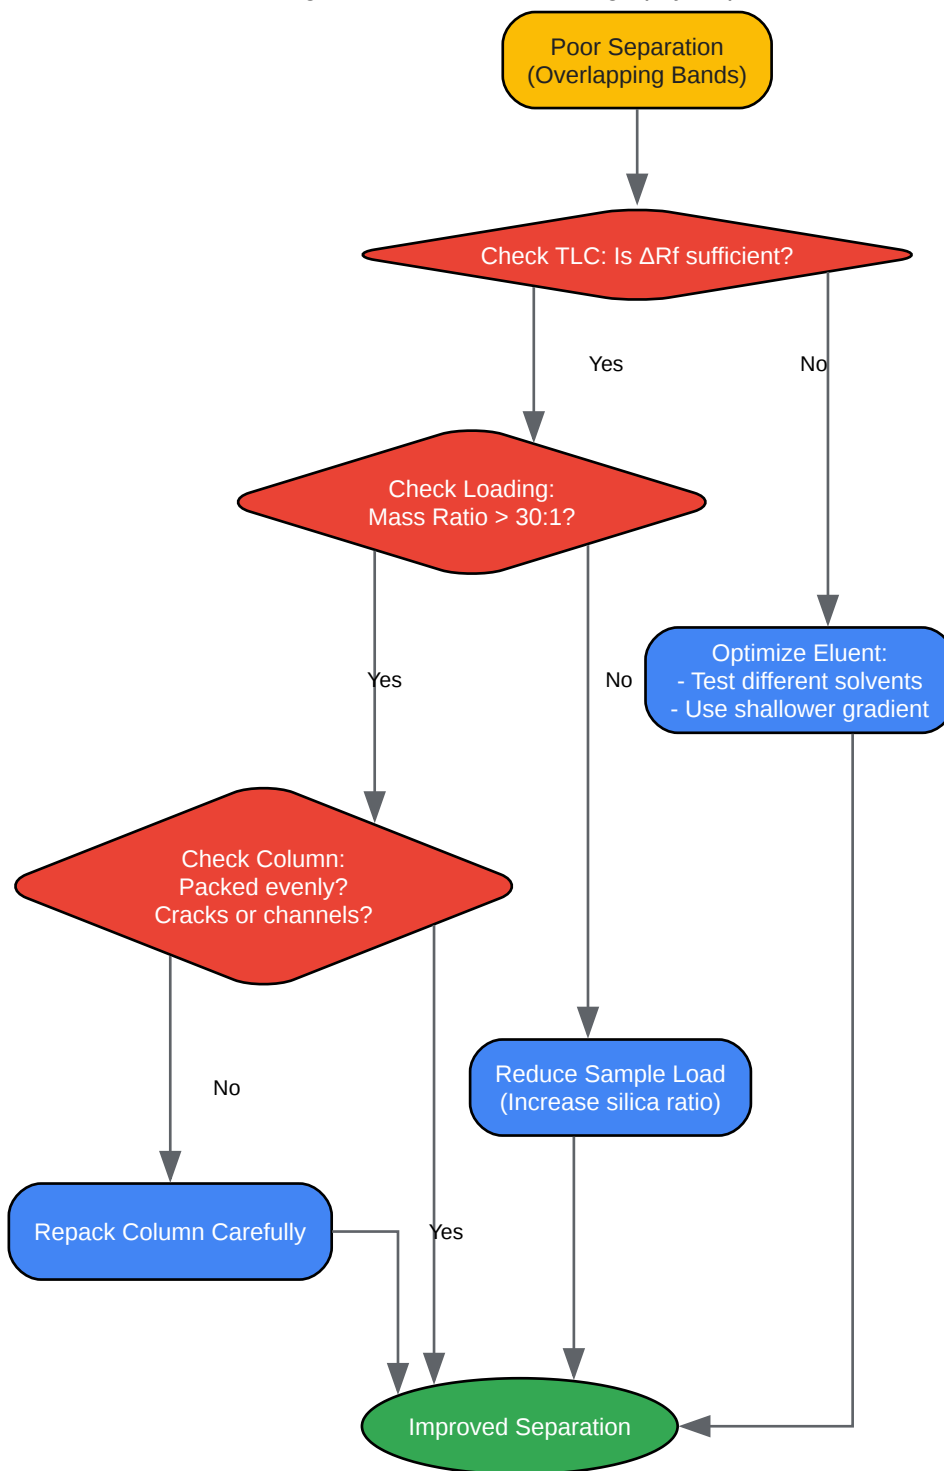 Poor Separation
(Overlapping Bands)
Check TLC: Is ΔRf sufficient?
Yes
No
Check Loading:
Mass Ratio > 30:1?
Yes
No
Optimize Eluent:
- Test different solvents
- Use shallower gradient
Check Column:
Packed evenly?
Cracks or channels?
No
Reduce Sample Load
(Increase silica ratio)
Repack Column Carefully
Yes
Improved Separation